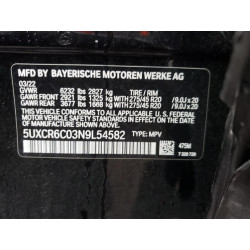 MFD BY BAYERISCHE MOTOREN WERKE AG
03/22
GVWR 6232 lbs 2827 kg TIRE / RIM
GAWR FRONT 2921 lbs 1325 kg 275/45 R20 /9.0J x 20
GAWR REAR 3677 lbs 1668 kg 275/45 R20 /9.0J x 20
THIS VEHICLE CONFORMS TO ALL APPLICABLE U.S. FEDERAL
MOTOR VEHICLE SAFETY STANDARDS IN EFFECT ON THE DATE
OF MANUFACTURE SHOWN ABOVE.
5UXCR6C03N9L54582 TYPE: MPV
475M